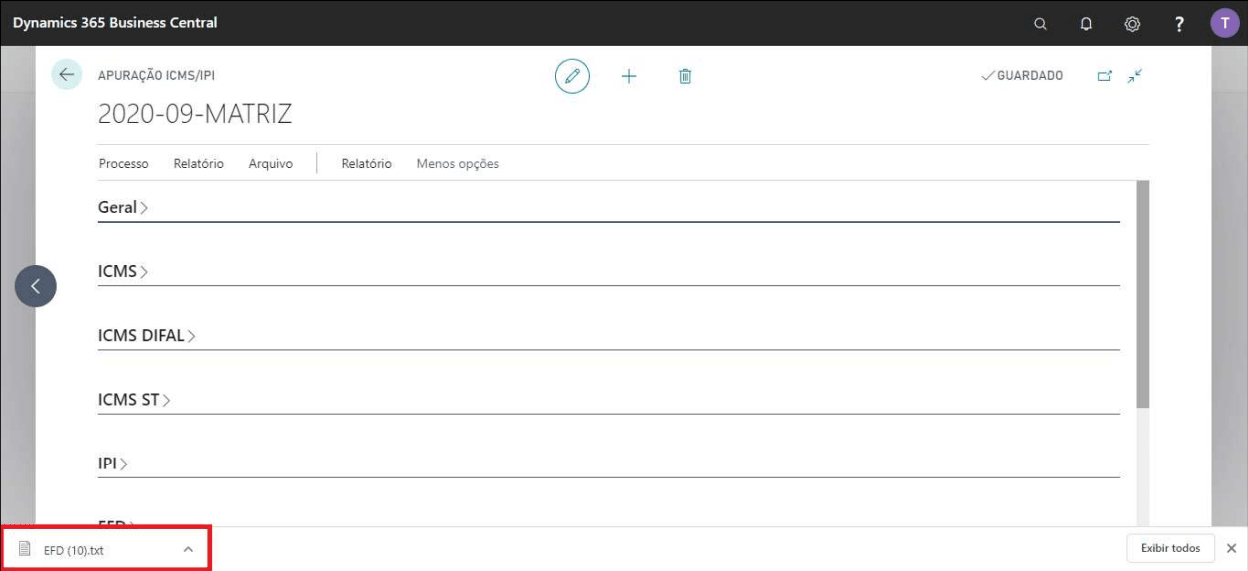 Dynamics 365 Business Central
?
T
APURAÇÃO ICMS/IPI
GUARDADO
2020-09-MATRIZ
Processo Relatório Arquivo Relatório Menos opções
Geral
ICMS
ICMS DIFAL
ICMS ST
IPI
EFD
EFD (10).txt
Exibir todos